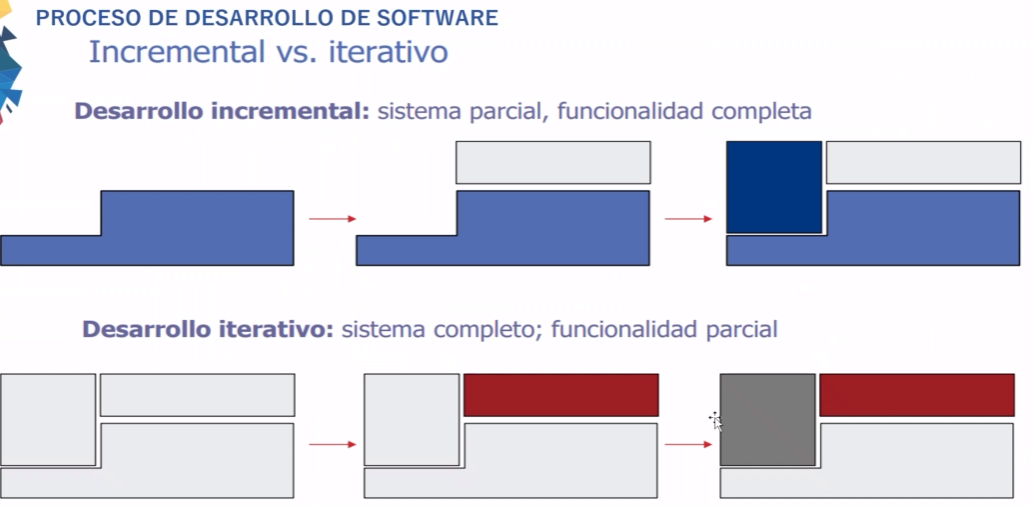 PROCESO DE DESARROLLO DE SOFTWARE
Incremental vs. iterativo
Desarrollo incremental: sistema parcial, funcionalidad completa
Desarrollo iterativo: sistema completo; funcionalidad parcial